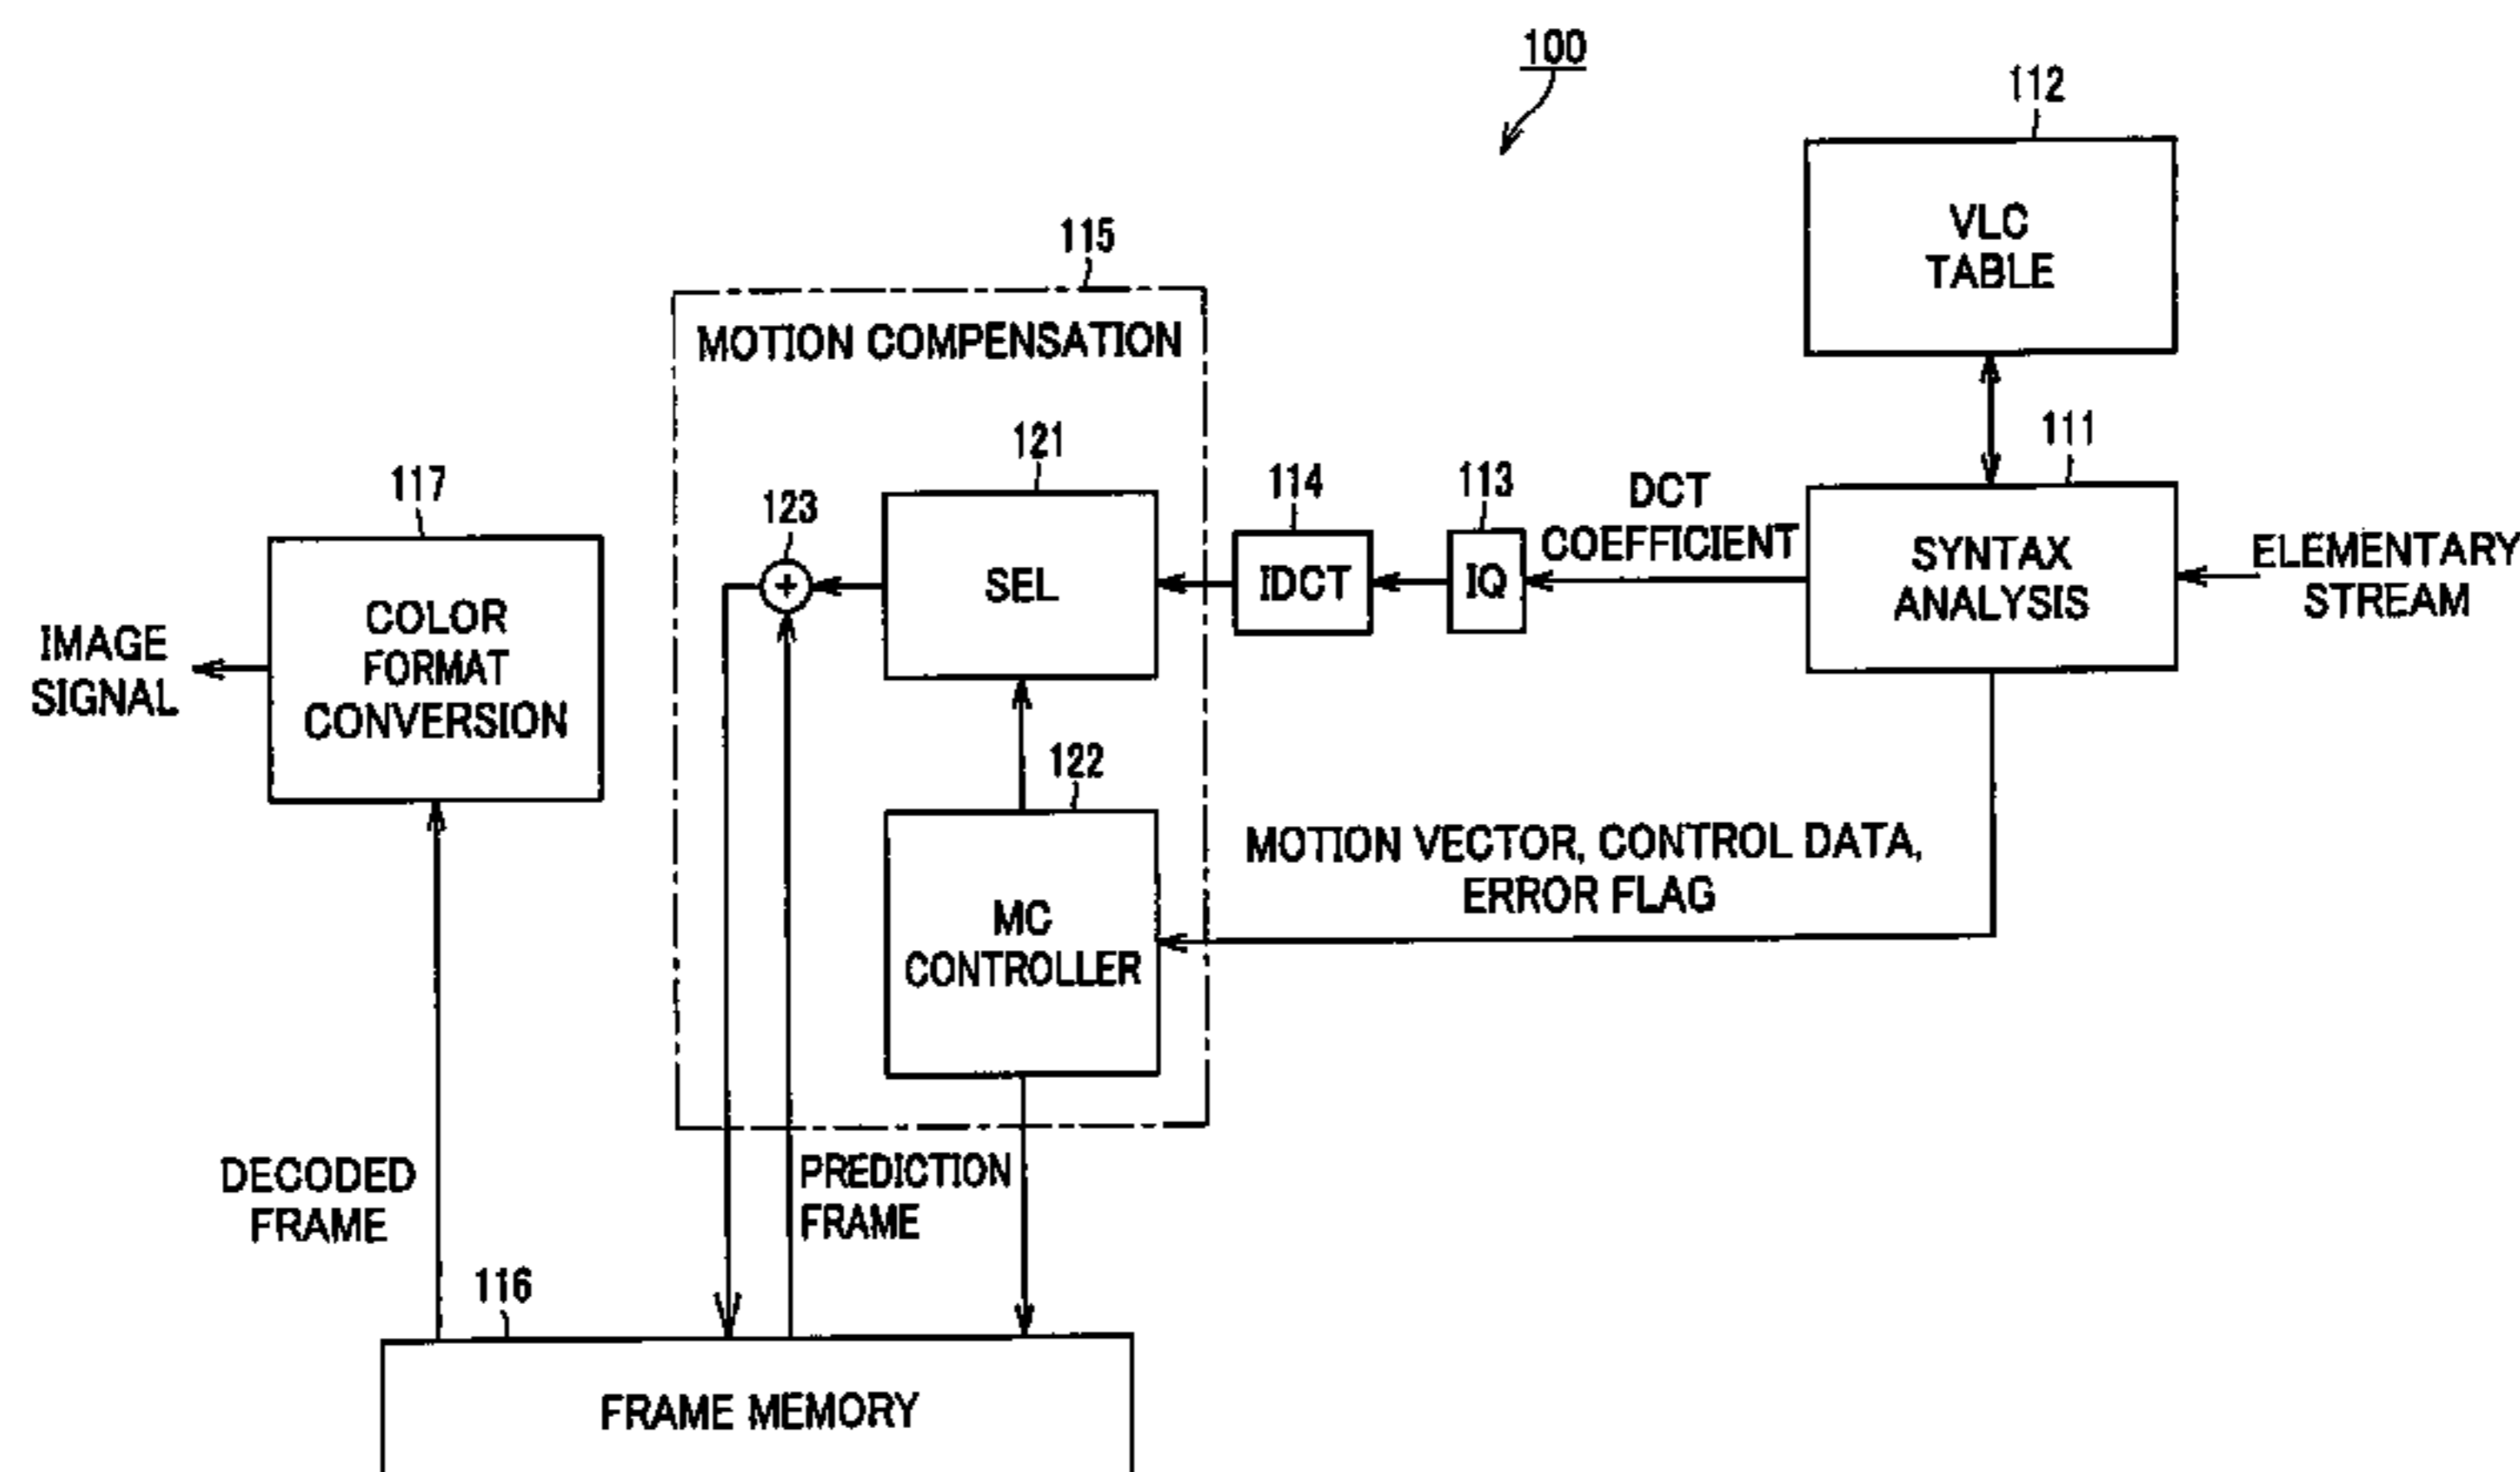 100
112
VLC
TABLE
115
MOTION COMPENSATION
121
111
117
123
114
113
DCT
COEFFICIENT
SEL
IDCT
IQ
SYNTAX
ANALYSIS
ELEMENTARY
STREAM
IMAGE
SIGNAL
COLOR
FORMAT
CONVERSION
122
MOTION VECTOR, CONTROL DATA,
ERROR FLAG
MC
CONTROLLER
DECODED
FRAME
PREDICTION
FRAME
116
FRAME MEMORY